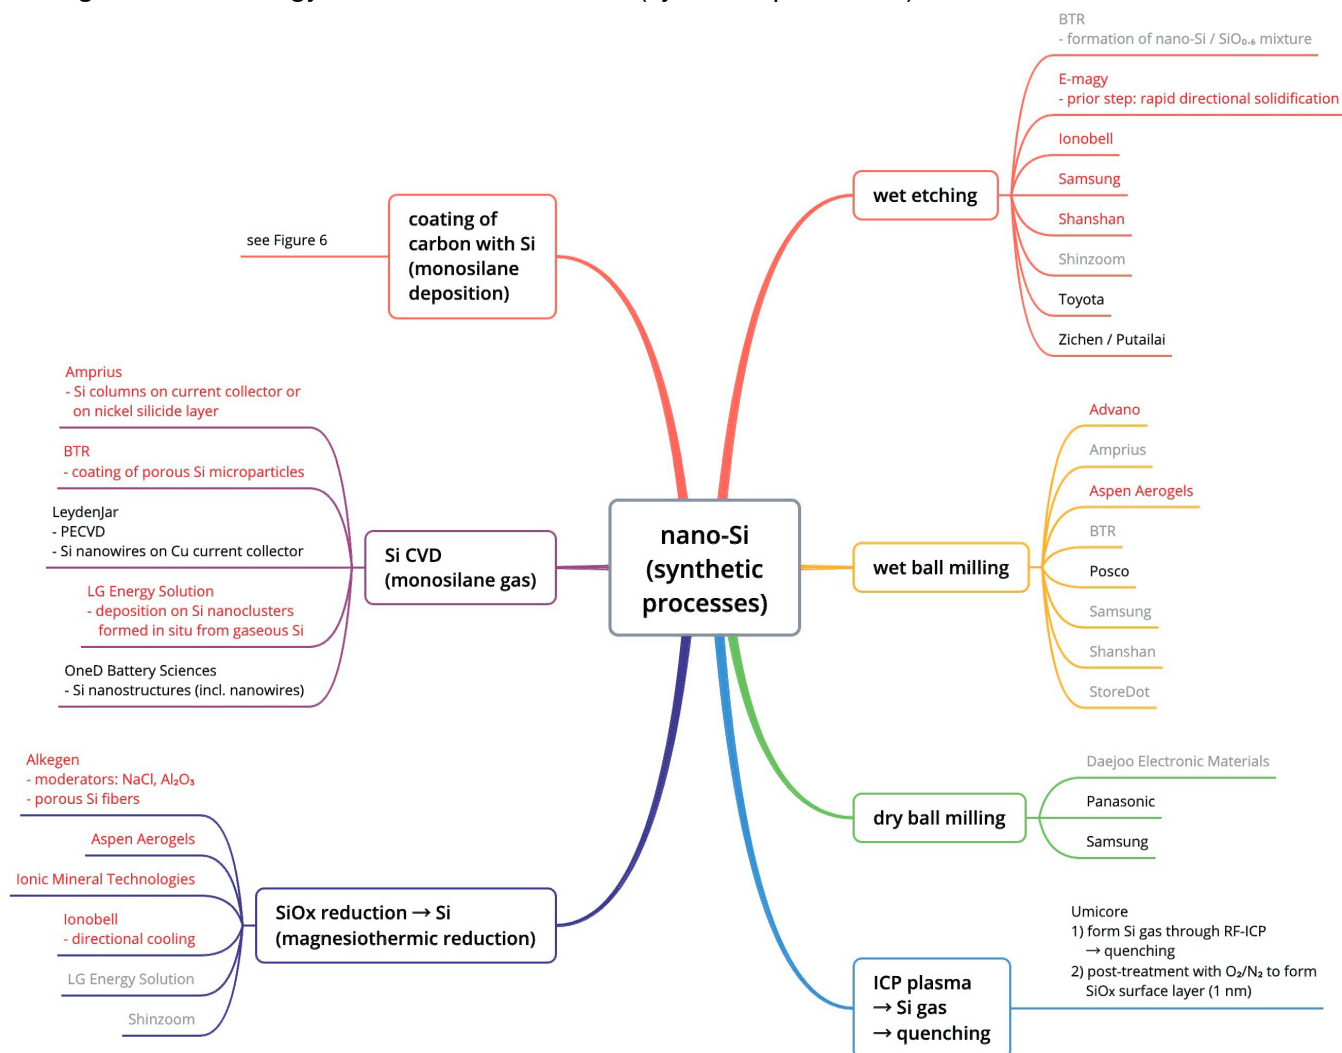 BTR
- formation of nano-Si / SiO₀.₆ mixture
E-magy
- prior step: rapid directional solidification
Ionobell
Samsung
Shanshan
Shinzoom
Toyota
Zichen / Putailai
wet etching
coating of
carbon with Si
(monosilane
deposition)
see Figure 6
Amprius
- Si columns on current collector or
on nickel silicide layer
BTR
- coating of porous Si microparticles
LeydenJar
- PECVD
- Si nanowires on Cu current collector
LG Energy Solution
- deposition on Si nanoclusters
formed in situ from gaseous Si
OneD Battery Sciences
- Si nanostructures (incl. nanowires)
Si CVD
(monosilane gas)
nano-Si
(synthetic
processes)
wet ball milling
Advano
Amprius
Aspen Aerogels
BTR
Posco
Samsung
Shanshan
StoreDot
dry ball milling
Daejoo Electronic Materials
Panasonic
Samsung
Alkegen
- moderators: NaCl, Al₂O₃
- porous Si fibers
Aspen Aerogels
Ionic Mineral Technologies
Ionobell
- directional cooling
LG Energy Solution
Shinzoom
SiOx reduction → Si
(magnesiothermic reduction)
ICP plasma
→ Si gas
→ quenching
Umicore
1) form Si gas through RF-ICP
→ quenching
2) post-treatment with O₂/N₂ to form
SiOx surface layer (1 nm)